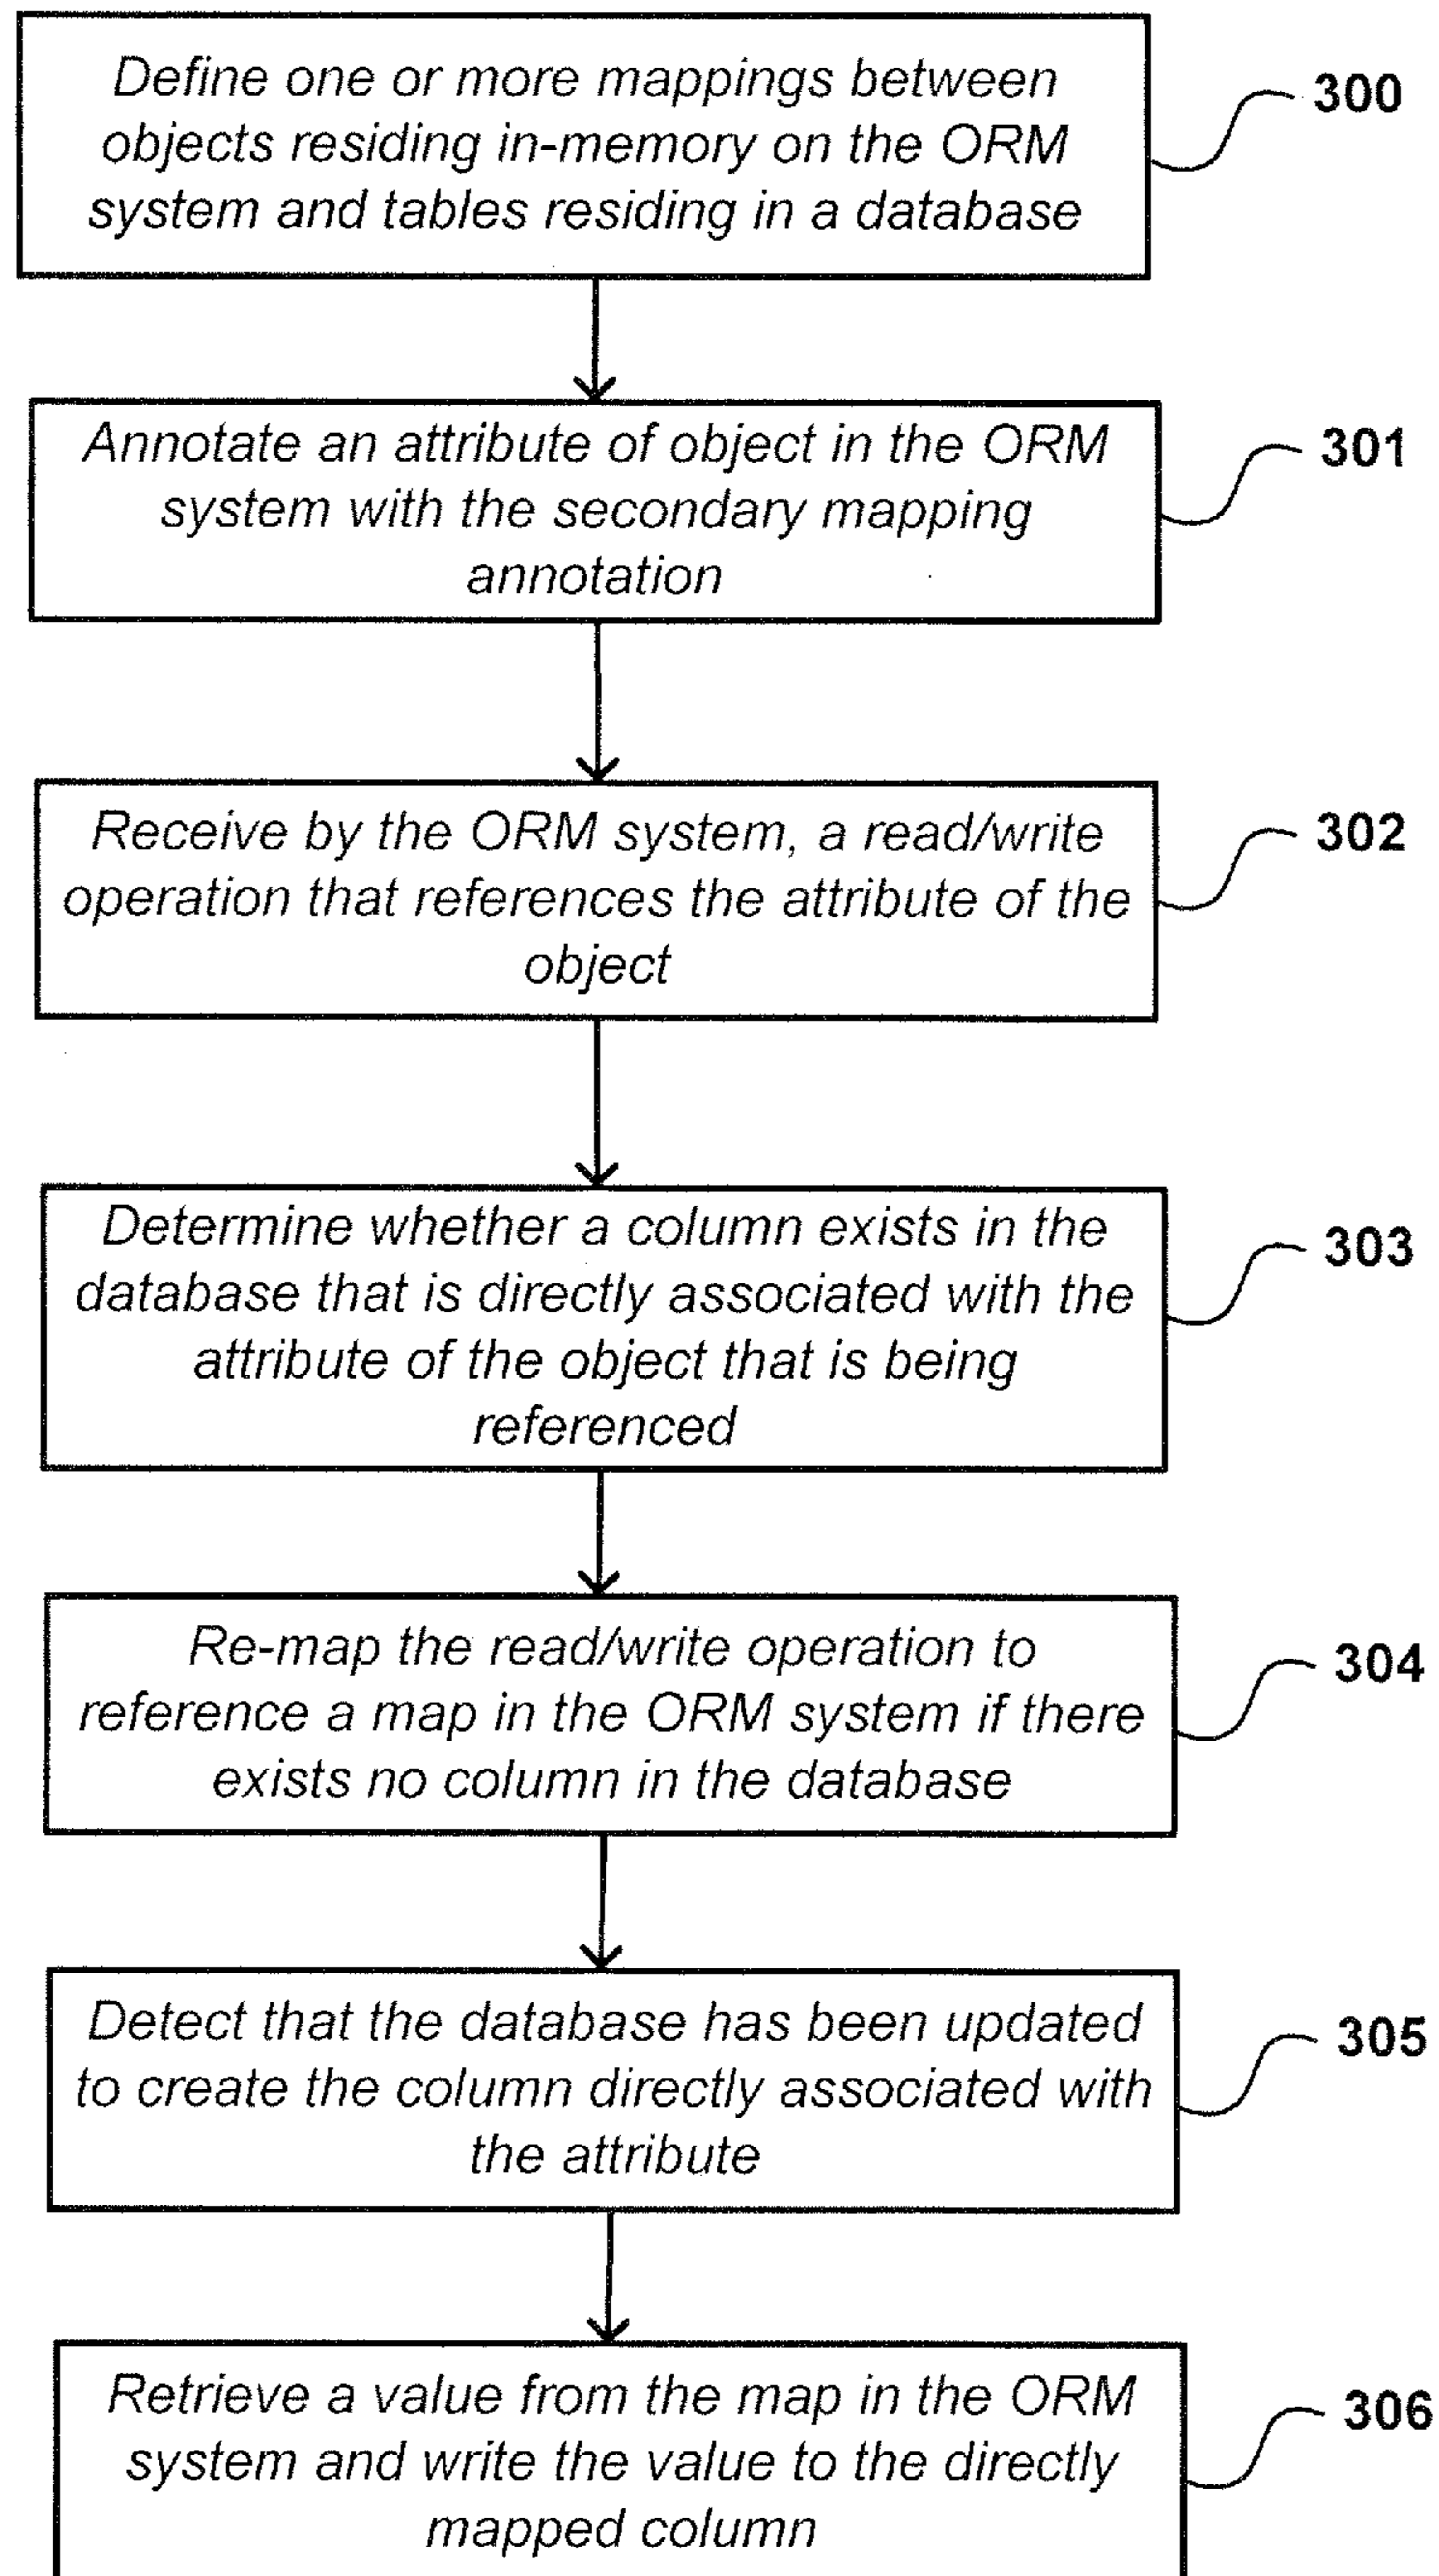 Define one or more mappings between
objects residing in-memory on the ORM
system and tables residing in a database
300
Annotate an attribute of object in the ORM
system with the secondary mapping
annotation
301
Receive by the ORM system, a read/write
operation that references the attribute of the
object
302
Determine whether a column exists in the
database that is directly associated with the
attribute of the object that is being
referenced
303
Re-map the read/write operation to
reference a map in the ORM system if there
exists no column in the database
304
Detect that the database has been updated
to create the column directly associated with
the attribute
305
Retrieve a value from the map in the ORM
system and write the value to the directly
mapped column
306